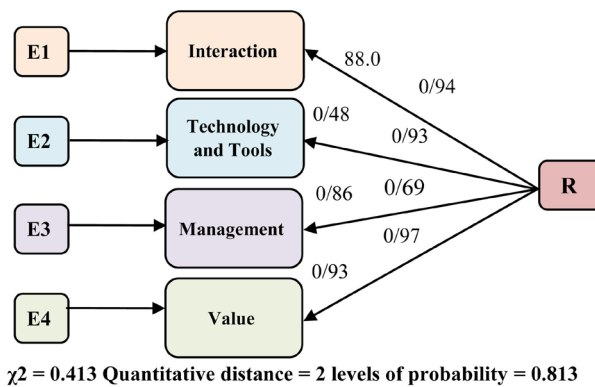 E1
Interaction
88.0
0/94
E2
Technology
and Tools
0/48
0/93
R
E3
Management
0/86
0/69
0/97
E4
Value
0/93
χ2 = 0.413 Quantitative distance = 2 levels of probability = 0.813